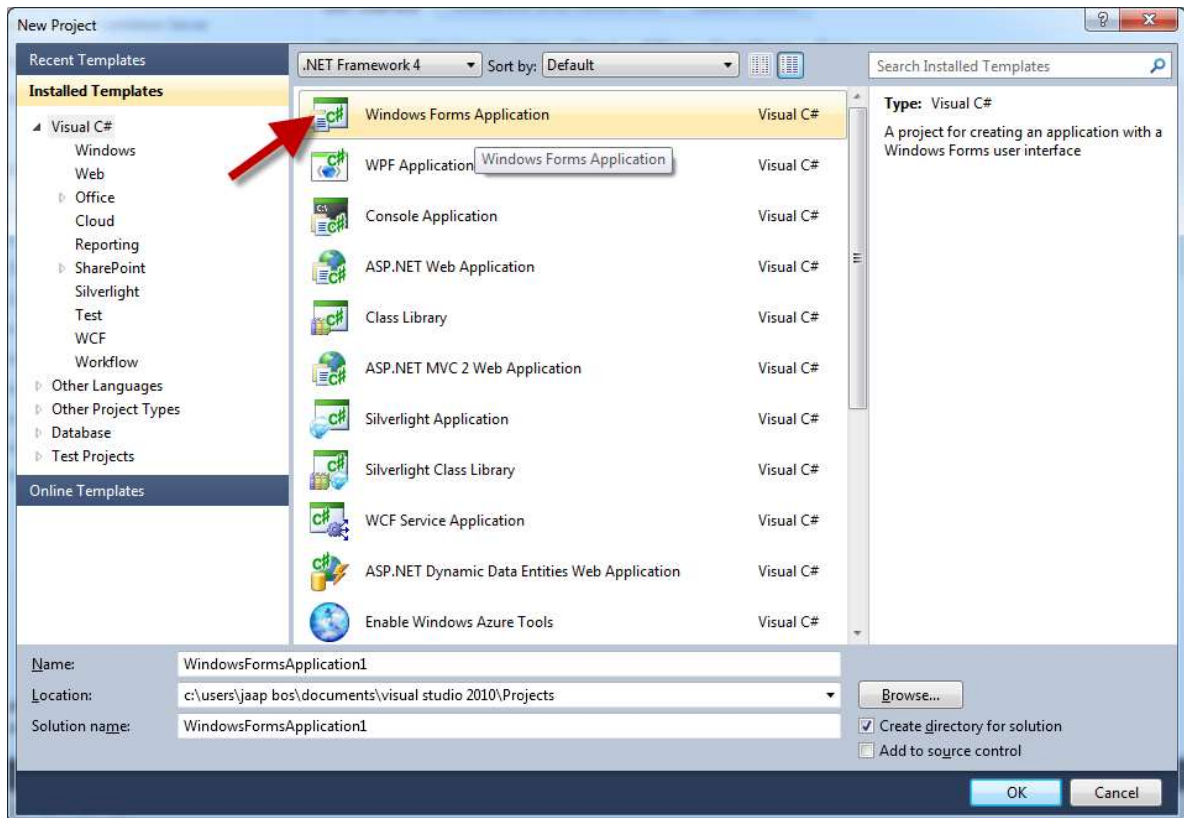 New Project
Recent Templates
Installed Templates
Visual C#
Windows
Web
Office
Cloud
Reporting
SharePoint
Silverlight
Test
WCF
Workflow
Other Languages
Other Project Types
Database
Test Projects
Online Templates
.NET Framework 4 Sort by: Default
Windows Forms Application Visual C#
WPF Application Visual C#
Windows Forms Application
Console Application Visual C#
ASP.NET Web Application Visual C#
Class Library Visual C#
ASP.NET MVC 2 Web Application Visual C#
Silverlight Application Visual C#
Silverlight Class Library Visual C#
WCF Service Application Visual C#
ASP.NET Dynamic Data Entities Web Application Visual C#
Enable Windows Azure Tools Visual C#
Search Installed Templates
Type: Visual C#
A project for creating an application with a
Windows Forms user interface
Name: WindowsFormsApplication1
Location: c:\users\jaap bos\documents\visual studio 2010\Projects
Browse...
Solution name: WindowsFormsApplication1
Create directory for solution
Add to source control
OK Cancel